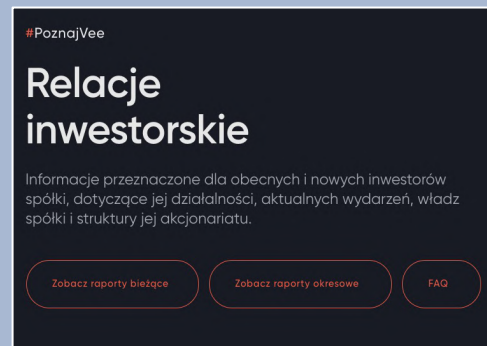 #PoznajVee
Relacje
inwestorskie
Informacje przeznaczone dla obecnych i nowych inwestorów
spółki, dotyczące jej działalności, aktualnych wydarzeń, władz
spółki i struktury jej akcjonariatu.
Zobacz raporty bieżące
Zobacz raporty okresowe
FAQ